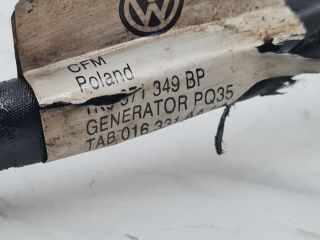 CFM
Poland
971 349 BP
GENERATOR PQ35
TAB 016 331